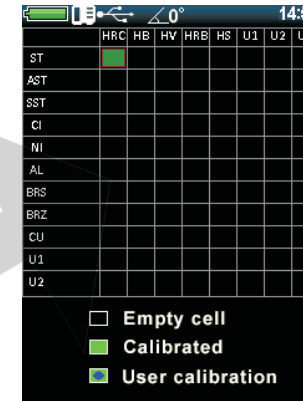 0° 14:
HRC HB HV HRB HS U1 U2
ST
AST
SST
CI
NI
AL
BRS
BRZ
CU
U1
U2
Empty cell
Calibrated
User calibration